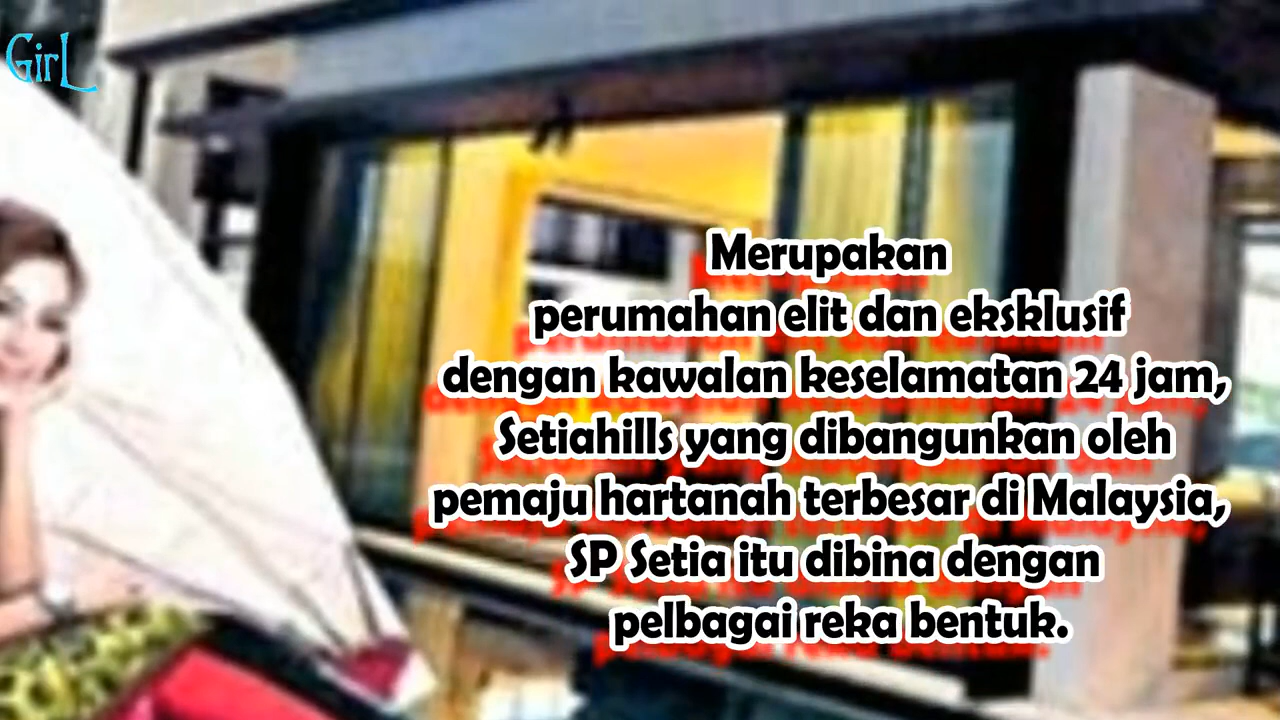 GirL
Merupakan
perumahan elit dan eksklusif
dengan kawalan keselamatan 24 jam,
Setiahills yang dibangunkan oleh
pemaju hartanah terbesar di Malaysia,
SP Setia itu dibina dengan
pelbagai reka bentuk.